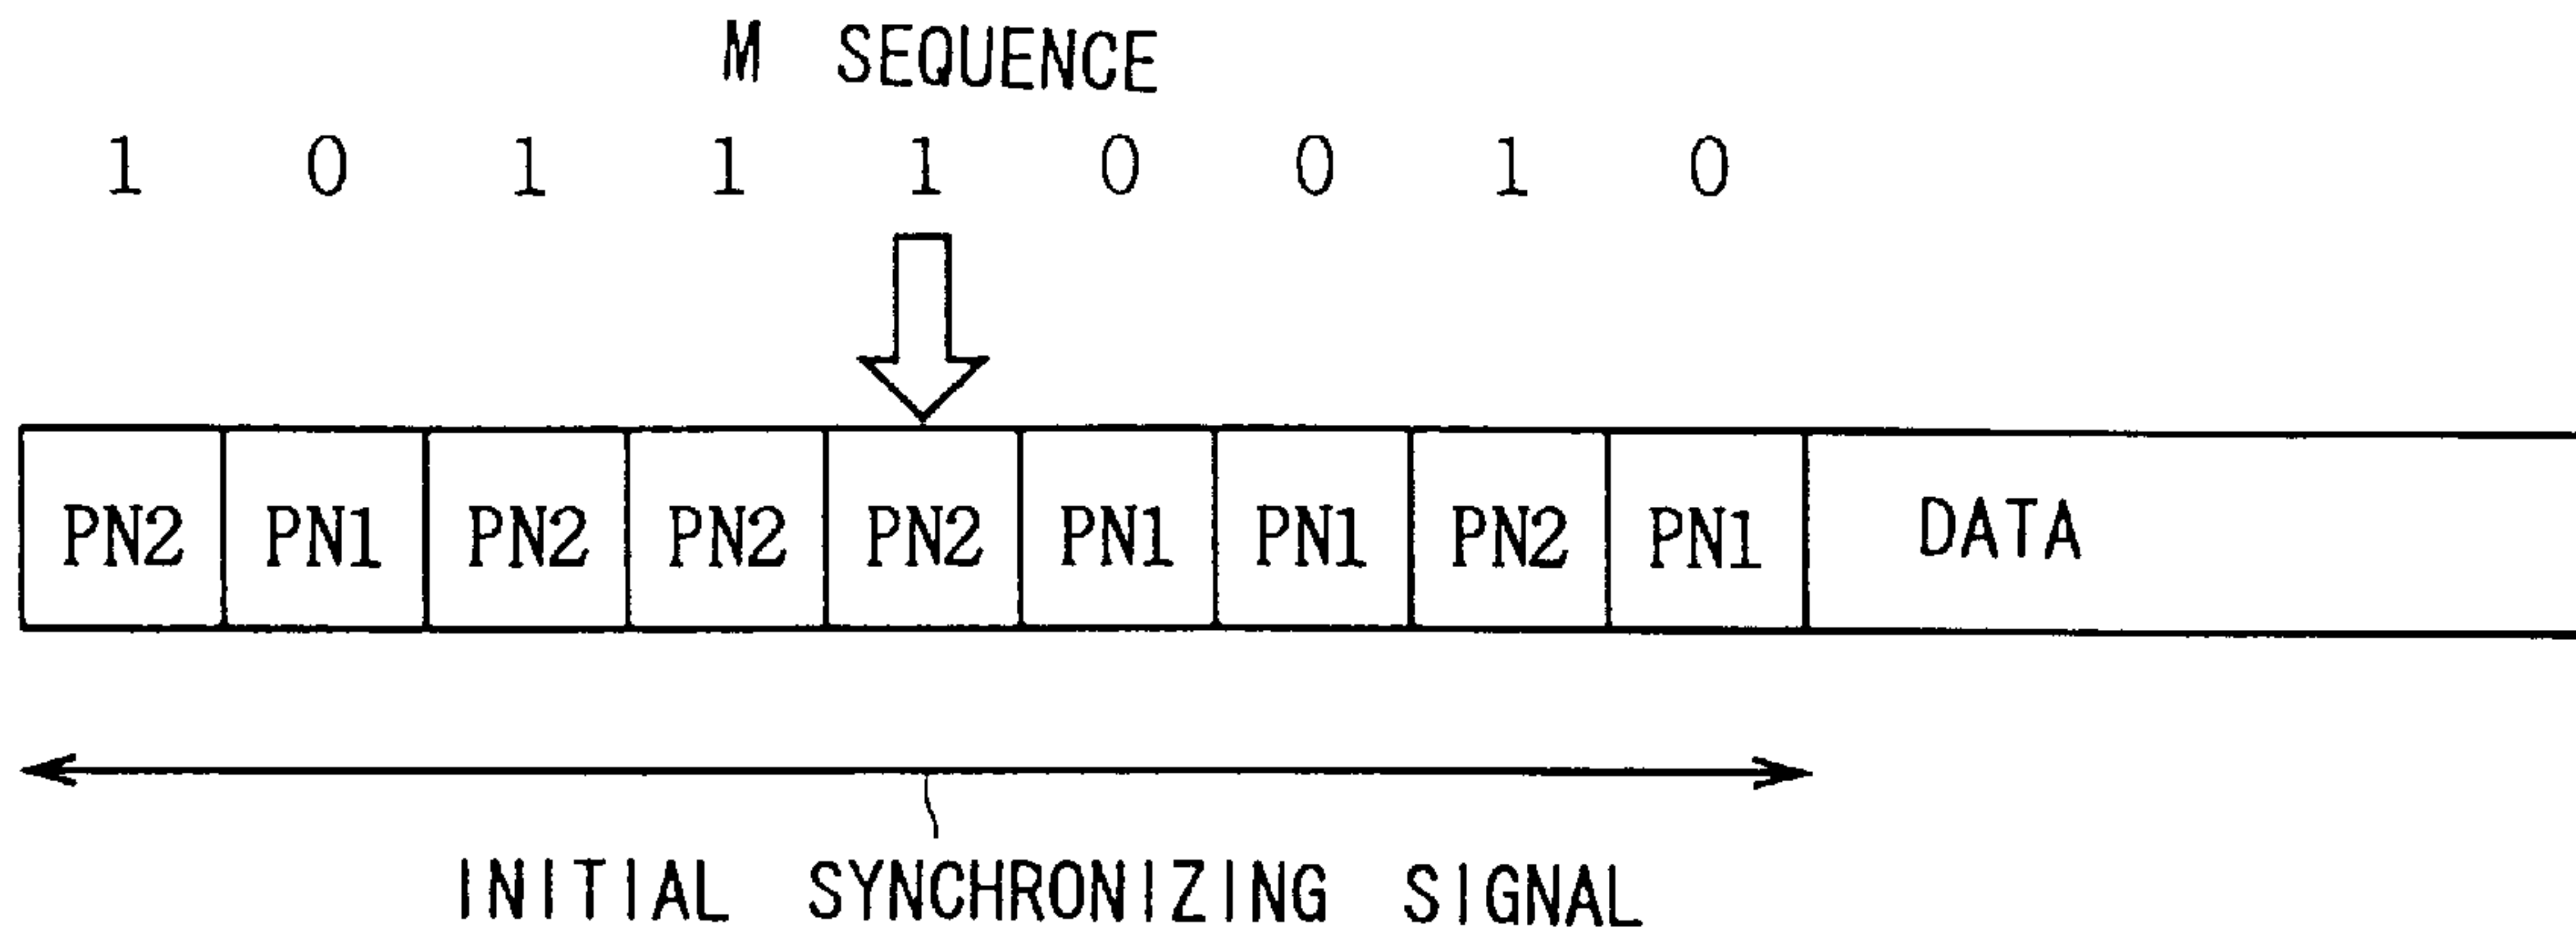 M SEQUENCE
1 0 1 1 1 0 0 1 0
PN2 PN1 PN2 PN2 PN2 PN1 PN1 PN2 PN1 DATA
INITIAL SYNCHRONIZING SIGNAL